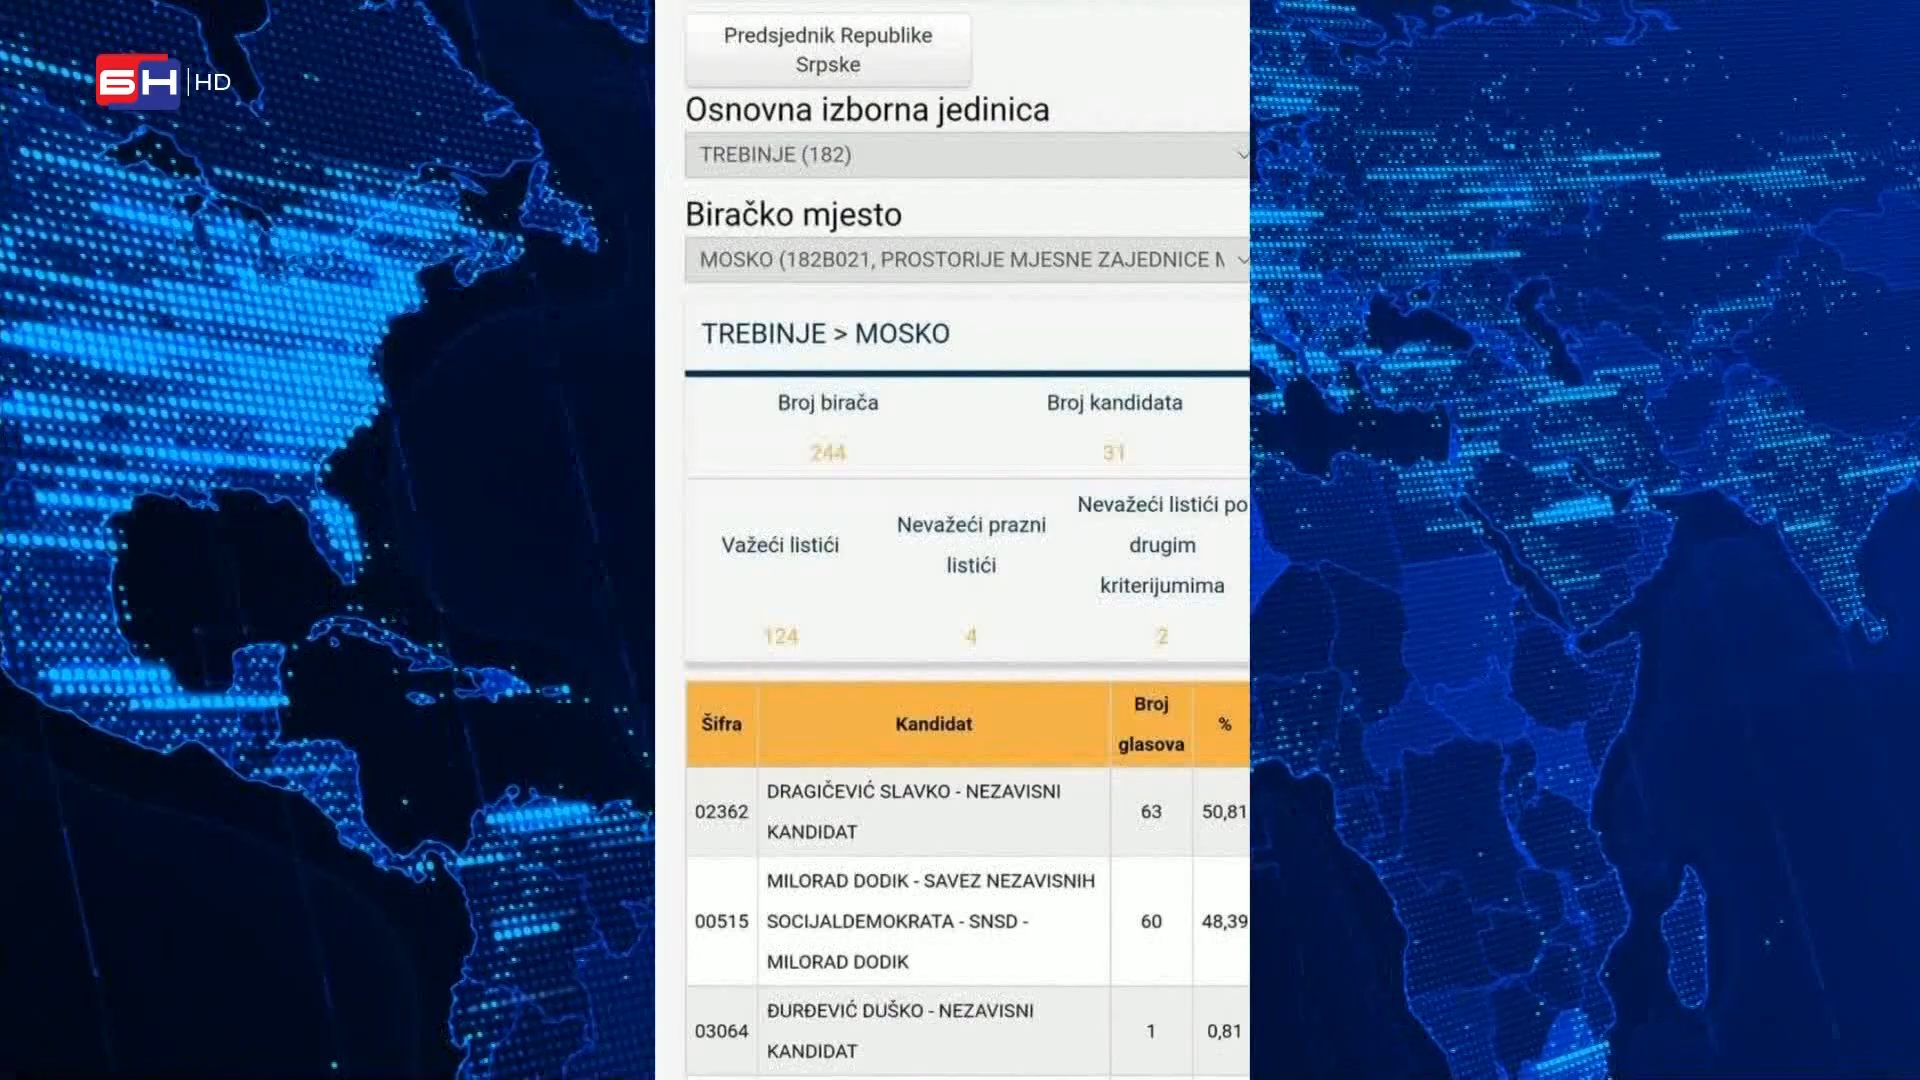 БН HD
Predsjednik Republike
Srpske
Osnovna izborna jedinica
TREBINJE (182)
Biračko mjesto
MOSKO (182B021, PROSTORIJE MJESNE ZAJEDNICE
TREBINJE > MOSKO
Broj birača Broj kandidata
244 31
Nevažeći listići po
Nevažeći prazni
Važeći listići drugim
listići
kriterijumima
124 4 2
Šifra Kandidat Broj glasova %
02362 DRAGIČEVIĆ SLAVKO - NEZAVISNI 63 50,81
KANDIDAT
MILORAD DODIK - SAVEZ NEZAVISNIH
00515 SOCIJALDEMOKRATA - SNSD - 60 48,39
MILORAD DODIK
03064 ĐURĐEVIĆ DUŠKO - NEZAVISNI 1 0,81
KANDIDAT